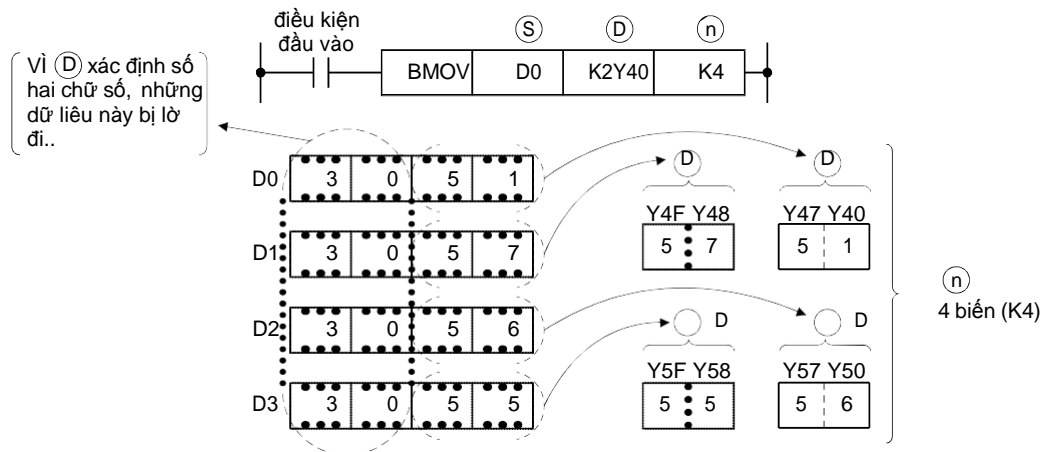 điều kiện
đầu vào
S D n
BMOV D0 K2Y40 K4
VÌ D xác định số
hai chữ số, những
dữ liêu này bị lờ
đi..
D0 3 0 5 1
D D
Y4F Y48 Y47 Y40
D1 3 0 5 7
5 7 5 1
n
4 biến (K4)
D2 3 0 5 6
D D
Y5F Y58 Y57 Y50
D3 3 0 5 5
5 5 5 6